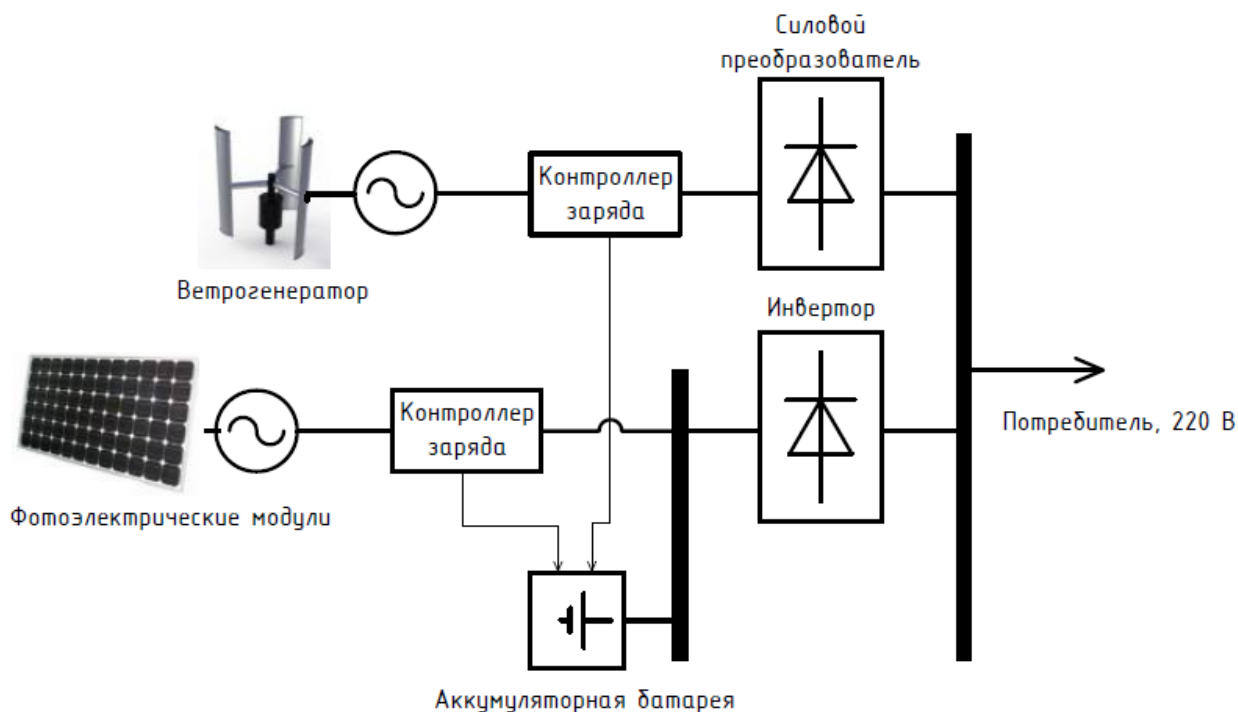 Силовой
преобразователь
Контроллер
заряда
Ветрогенератор
Инвертор
Контроллер
заряда
Потребитель, 220 В
Фотоэлектрические модули
Аккумуляторная батарея